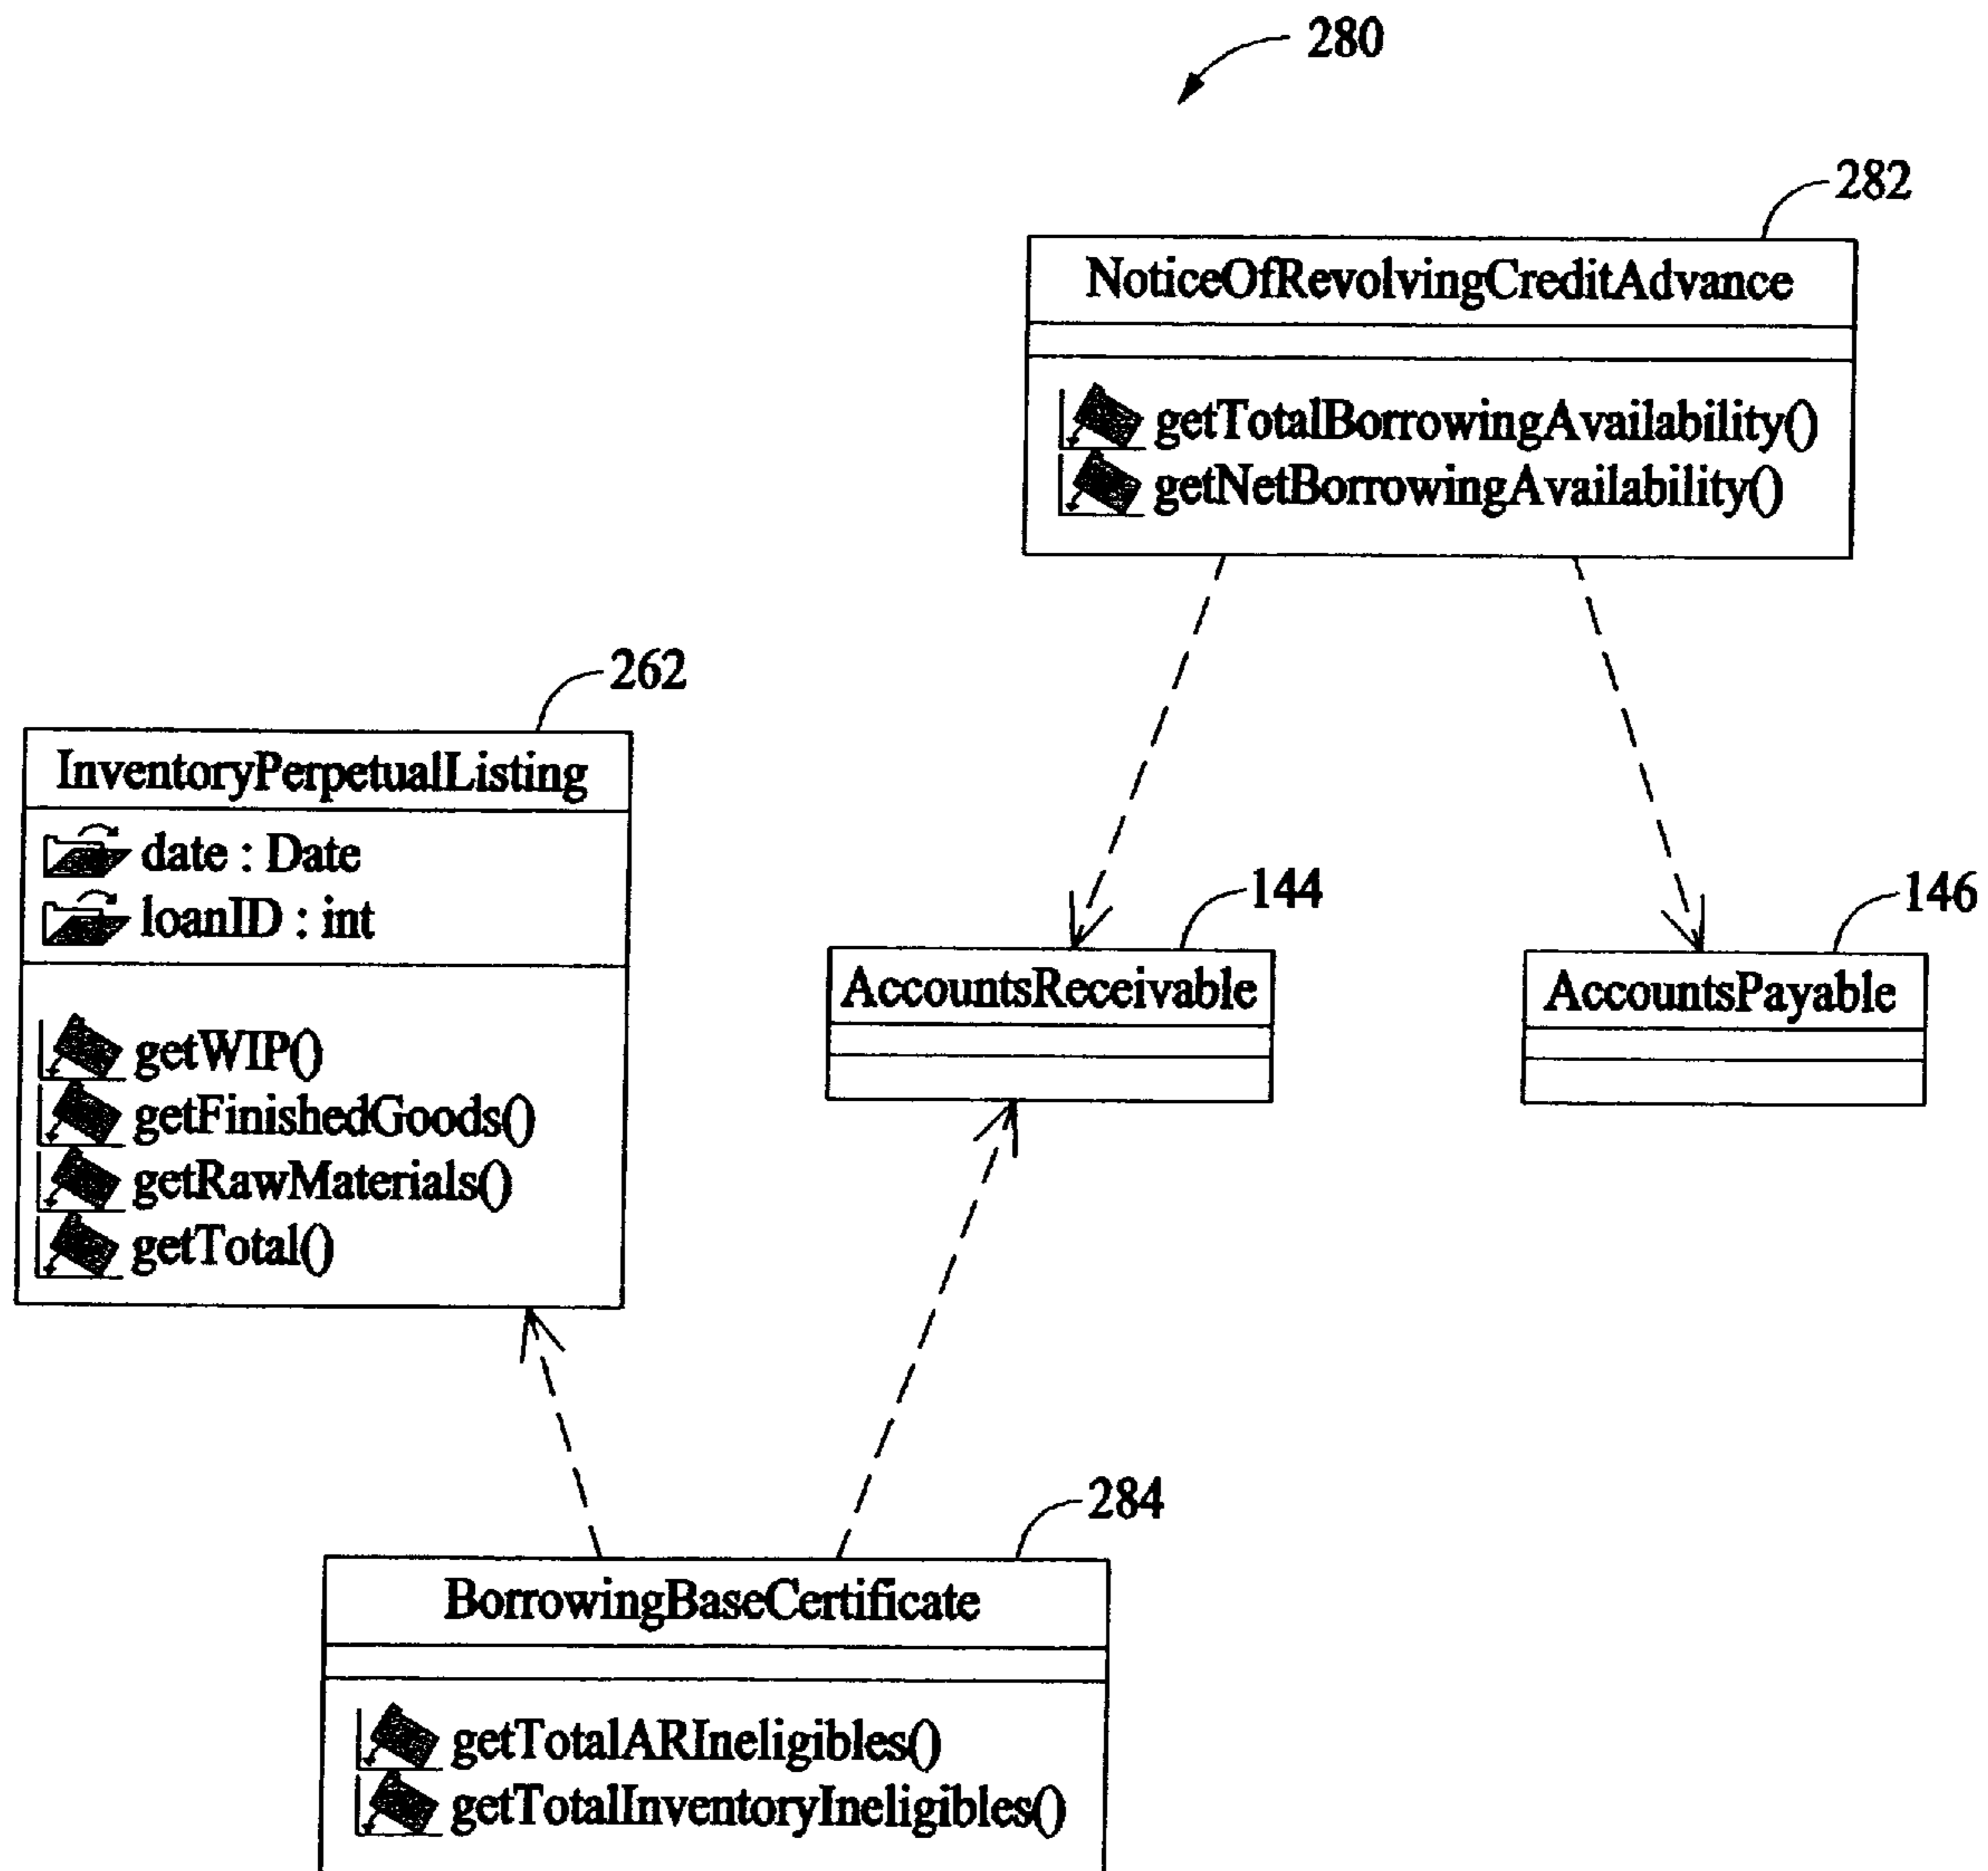 280
282
NoticeOfRevolvingCreditAdvance
getTotalBorrowingAvailability()
getNetBorrowingAvailability()
262
InventoryPerpetualListing
date : Date
loanID : int
getWIP()
getFinishedGoods()
getRawMaterials()
getTotal()
144
AccountsReceivable
146
AccountsPayable
284
BorrowingBaseCertificate
getTotalARIneligibles()
getTotalInventoryIneligibles()